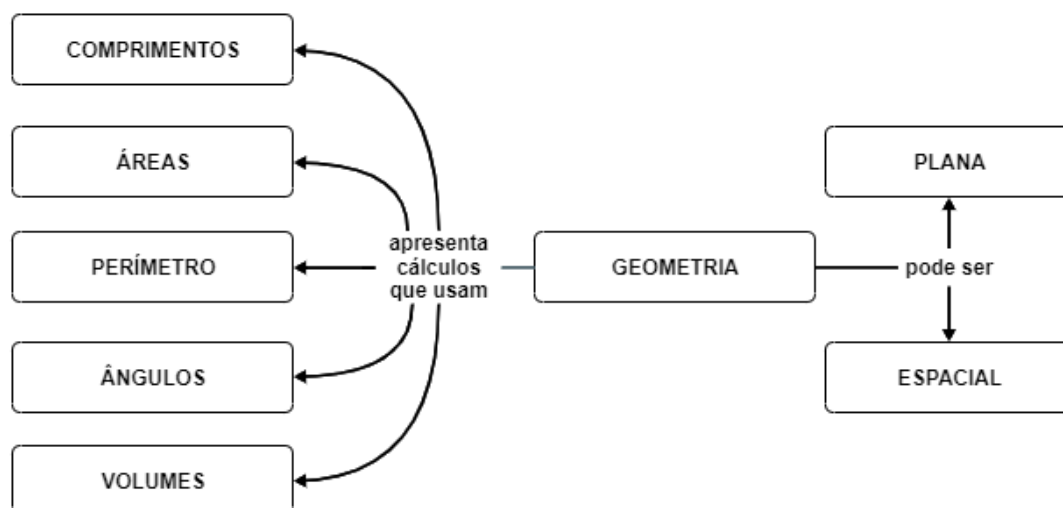 COMPRIMENTOS
ÁREAS
PERÍMETRO
ÂNGULOS
VOLUMES
apresenta
cálculos
que usam
GEOMETRIA
pode ser
PLANA
ESPACIAL